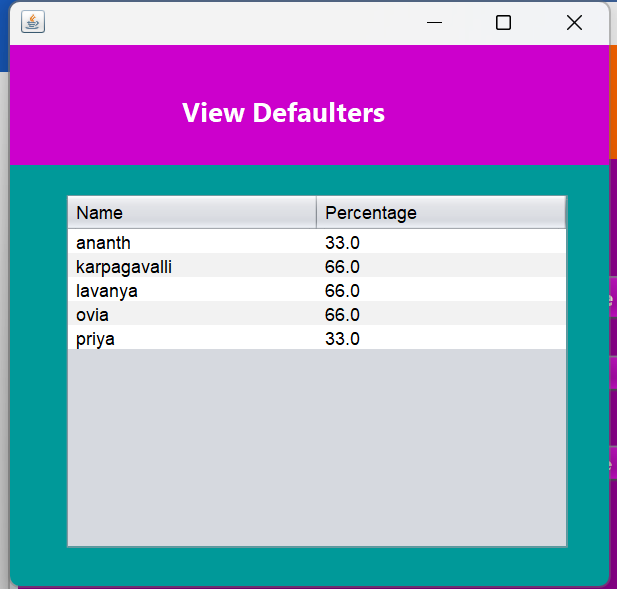 View Defaulters
Name Percentage
ananth 33.0
karpagavalli 66.0
lavanya 66.0
ovia 66.0
priya 33.0